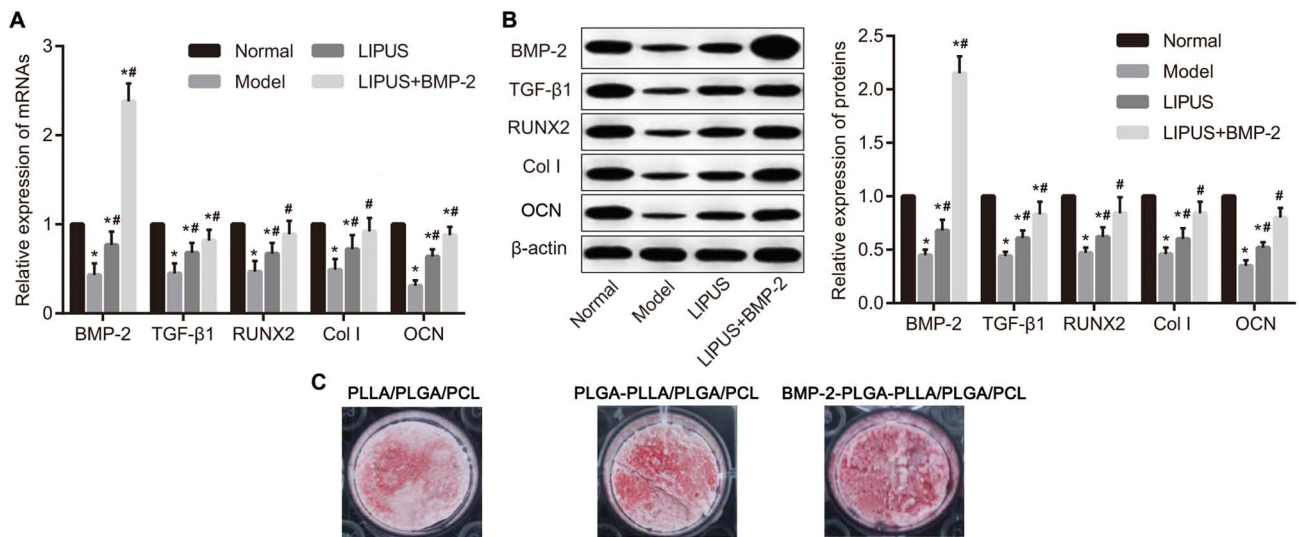 A
Relative expression of mRNAs
3
2
1
0
Normal
Model
LIPUS
LIPUS+BMP-2
* * *# *# *#
* *# *#
* *# #
* *# #
* *# *#
BMP-2 TGF-β1 RUNX2 Col I OCN
B
BMP-2
TGF-β1
RUNX2
Col I
OCN
β-actin
Normal Model LIPUS LIPUS+BMP-2
Relative expression of proteins
2.5
2.0
1.5
1.0
0.5
0.0
Normal
Model
LIPUS
LIPUS+BMP-2
* *# *#
* *# *#
* *# #
* *# #
* *# #
BMP-2 TGF-β1 RUNX2 Col I OCN
C
PLLA/PLGA/PCL PLGA-PLLA/PLGA/PCL BMP-2-PLGA-PLLA/PLGA/PCL